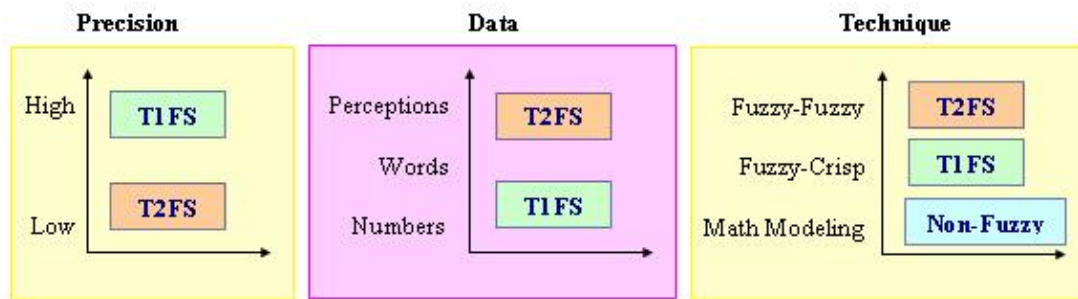 Precision
High
T1FS
T2FS
Low
Data
Perceptions
T2FS
Words
T1FS
Numbers
Technique
Fuzzy-Fuzzy
T2FS
Fuzzy-Crisp
T1FS
Math Modeling
Non-Fuzzy